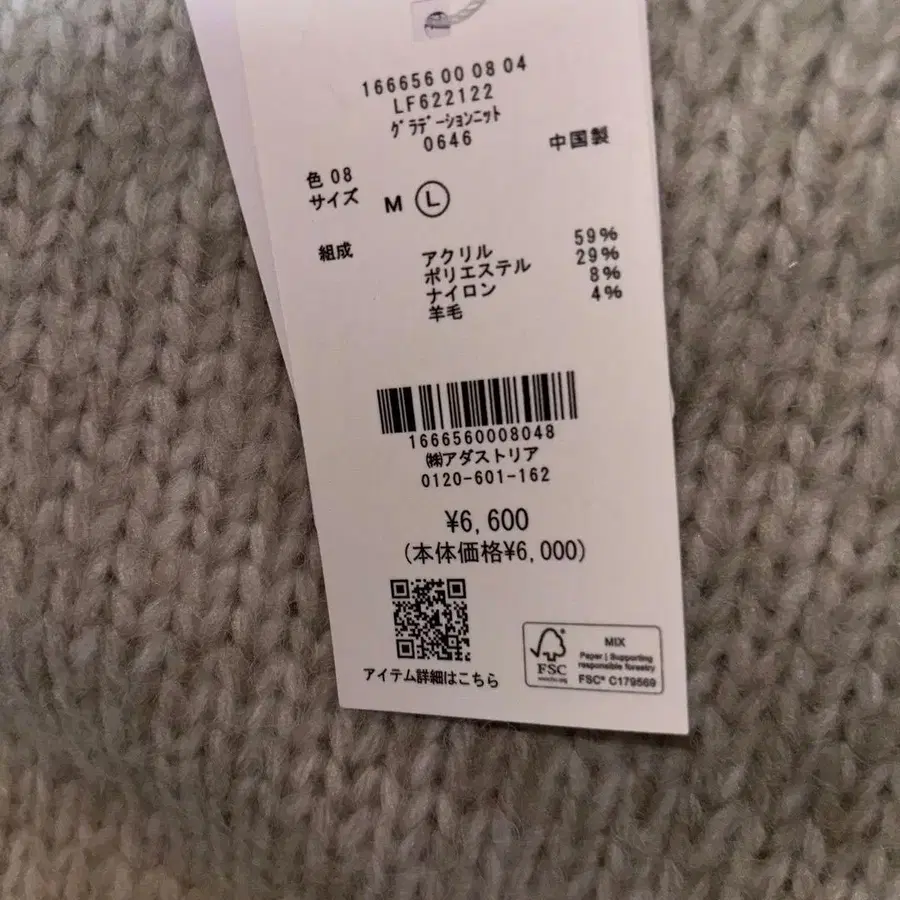 166656 00 08 04
LF622122
ｸﾞﾗﾃﾞｰｼｮﾝﾆｯﾄ
0646
中国製
色 08
サイズ M L
組成 アクリル 59%
ポリエステル 29%
ナイロン 8%
羊毛 4%
1666560008048
㈱アダストリア
0120-601-162
¥6,600
(本体価格¥6,000)
アイテム詳細はこちら
FSC
MIX
Paper | Supporting
responsible forestry
FSC® C179569